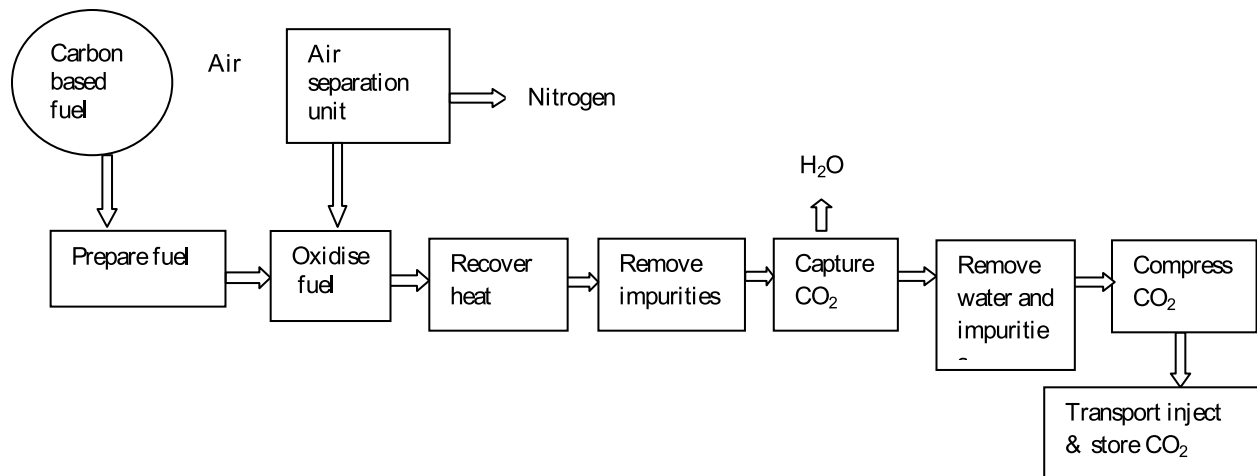 Carbon
based
fuel
Air
Air
separation
unit
Nitrogen
H₂O
Prepare fuel
Oxidise
fuel
Recover
heat
Remove
impurities
Capture
CO₂
Remove
water and
impuritie
Compress
CO₂
Transport inject
& store CO₂